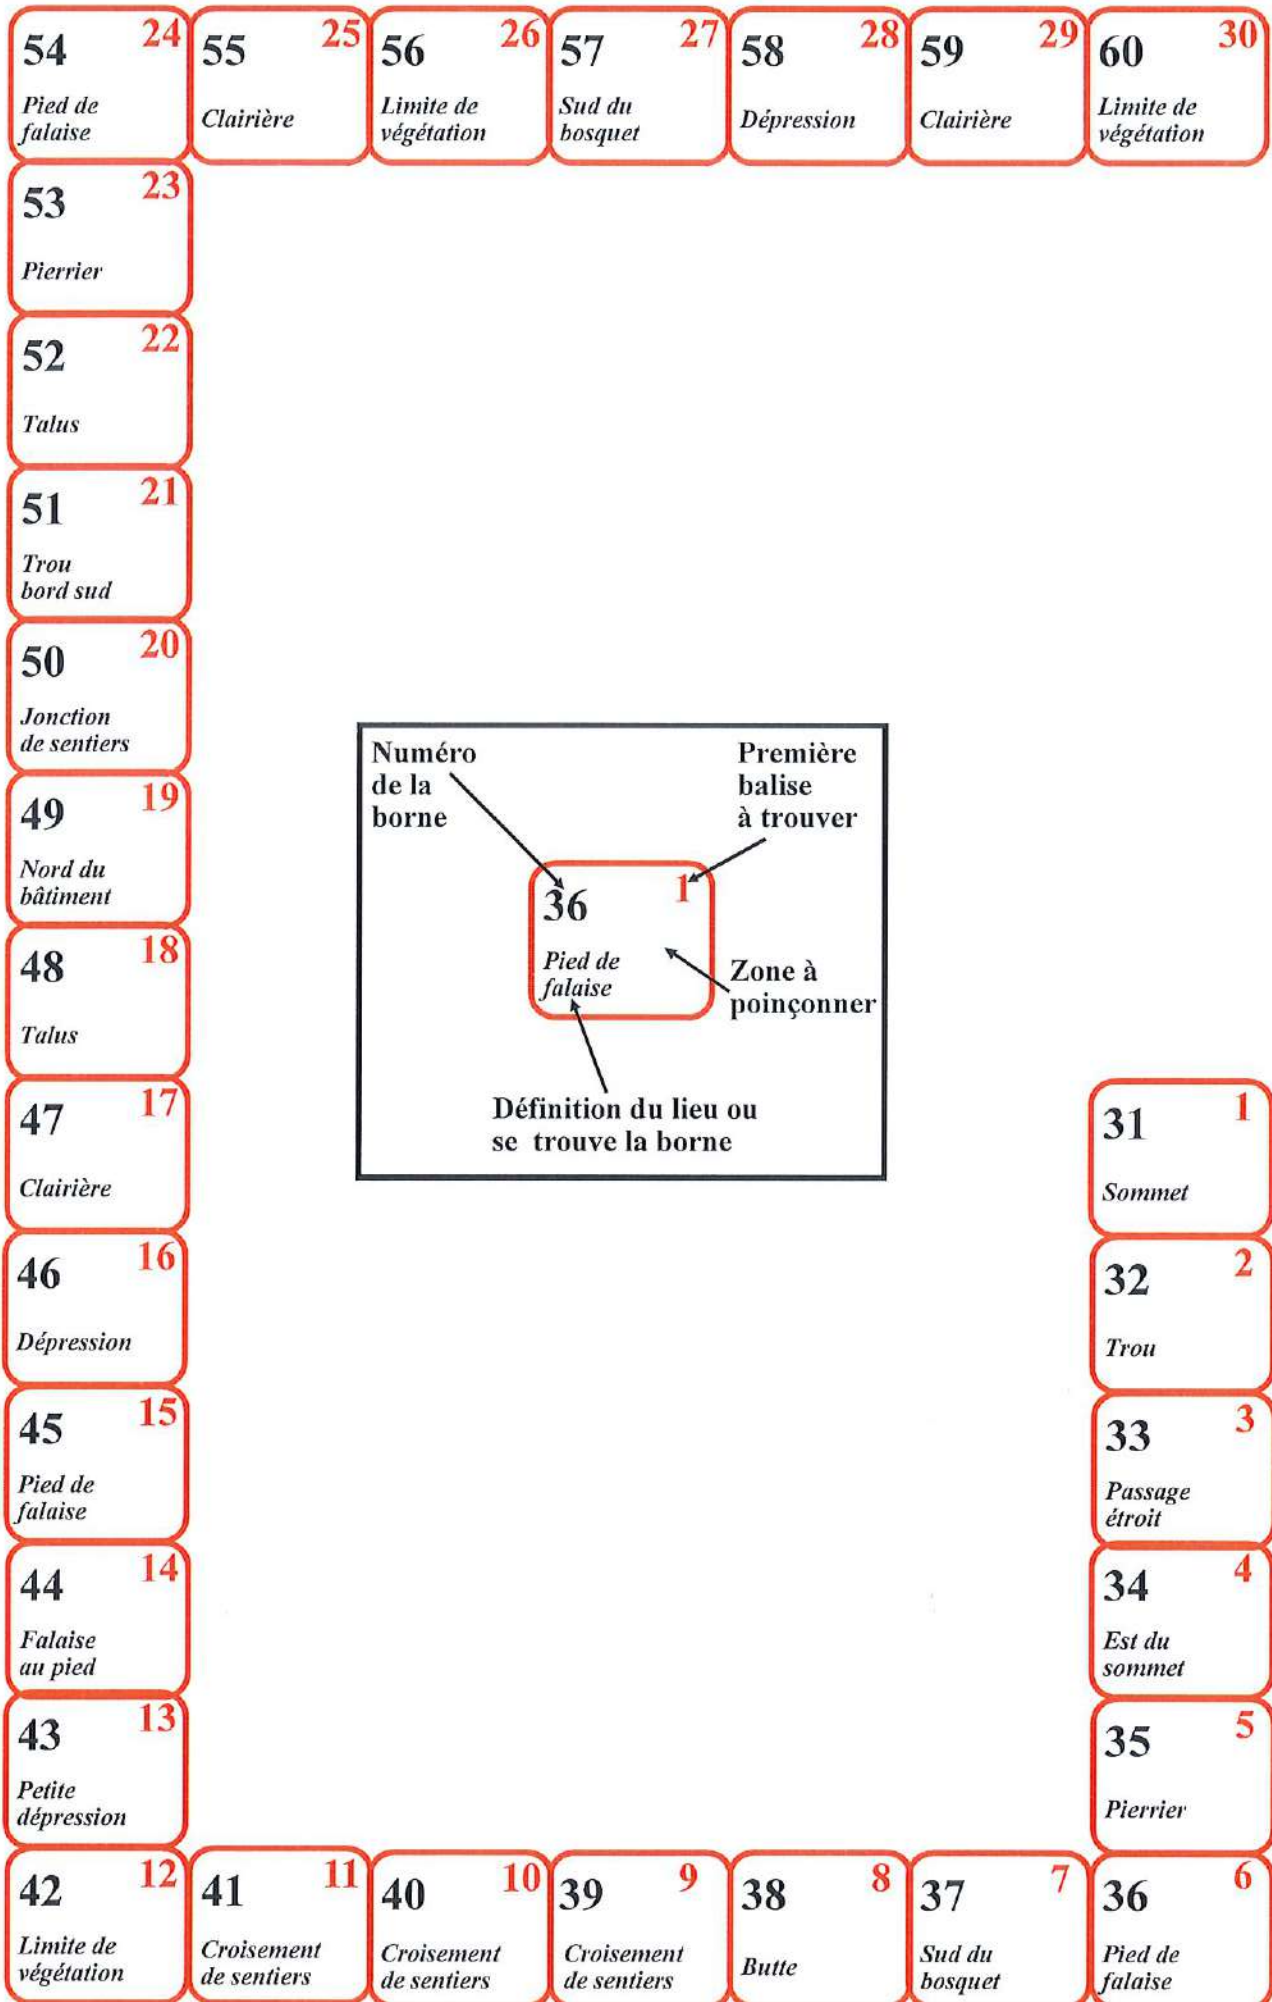 54 24
Pied de
falaise
55 25
Clairière
56 26
Limite de
végétation
57 27
Sud du
bosquet
58 28
Dépression
59 29
Clairière
60 30
Limite de
végétation
53 23
Pierrier
52 22
Talus
51 21
Trou
bord sud
50 20
Jonction
de sentiers
49 19
Nord du
bâtiment
48 18
Talus
47 17
Clairière
46 16
Dépression
45 15
Pied de
falaise
44 14
Falaise
au pied
43 13
Petite
dépression
Numéro
de la
borne
Première
balise
à trouver
36 1
Pied de
falaise
Zone à
poinçonner
Définition du lieu ou
se trouve la borne
31 1
Sommet
32 2
Trou
33 3
Passage
étroit
34 4
Est du
sommet
35 5
Pierrier
42 12
Limite de
végétation
41 11
Croisement
de sentiers
40 10
Croisement
de sentiers
39 9
Croisement
de sentiers
38 8
Butte
37 7
Sud du
bosquet
36 6
Pied de
falaise